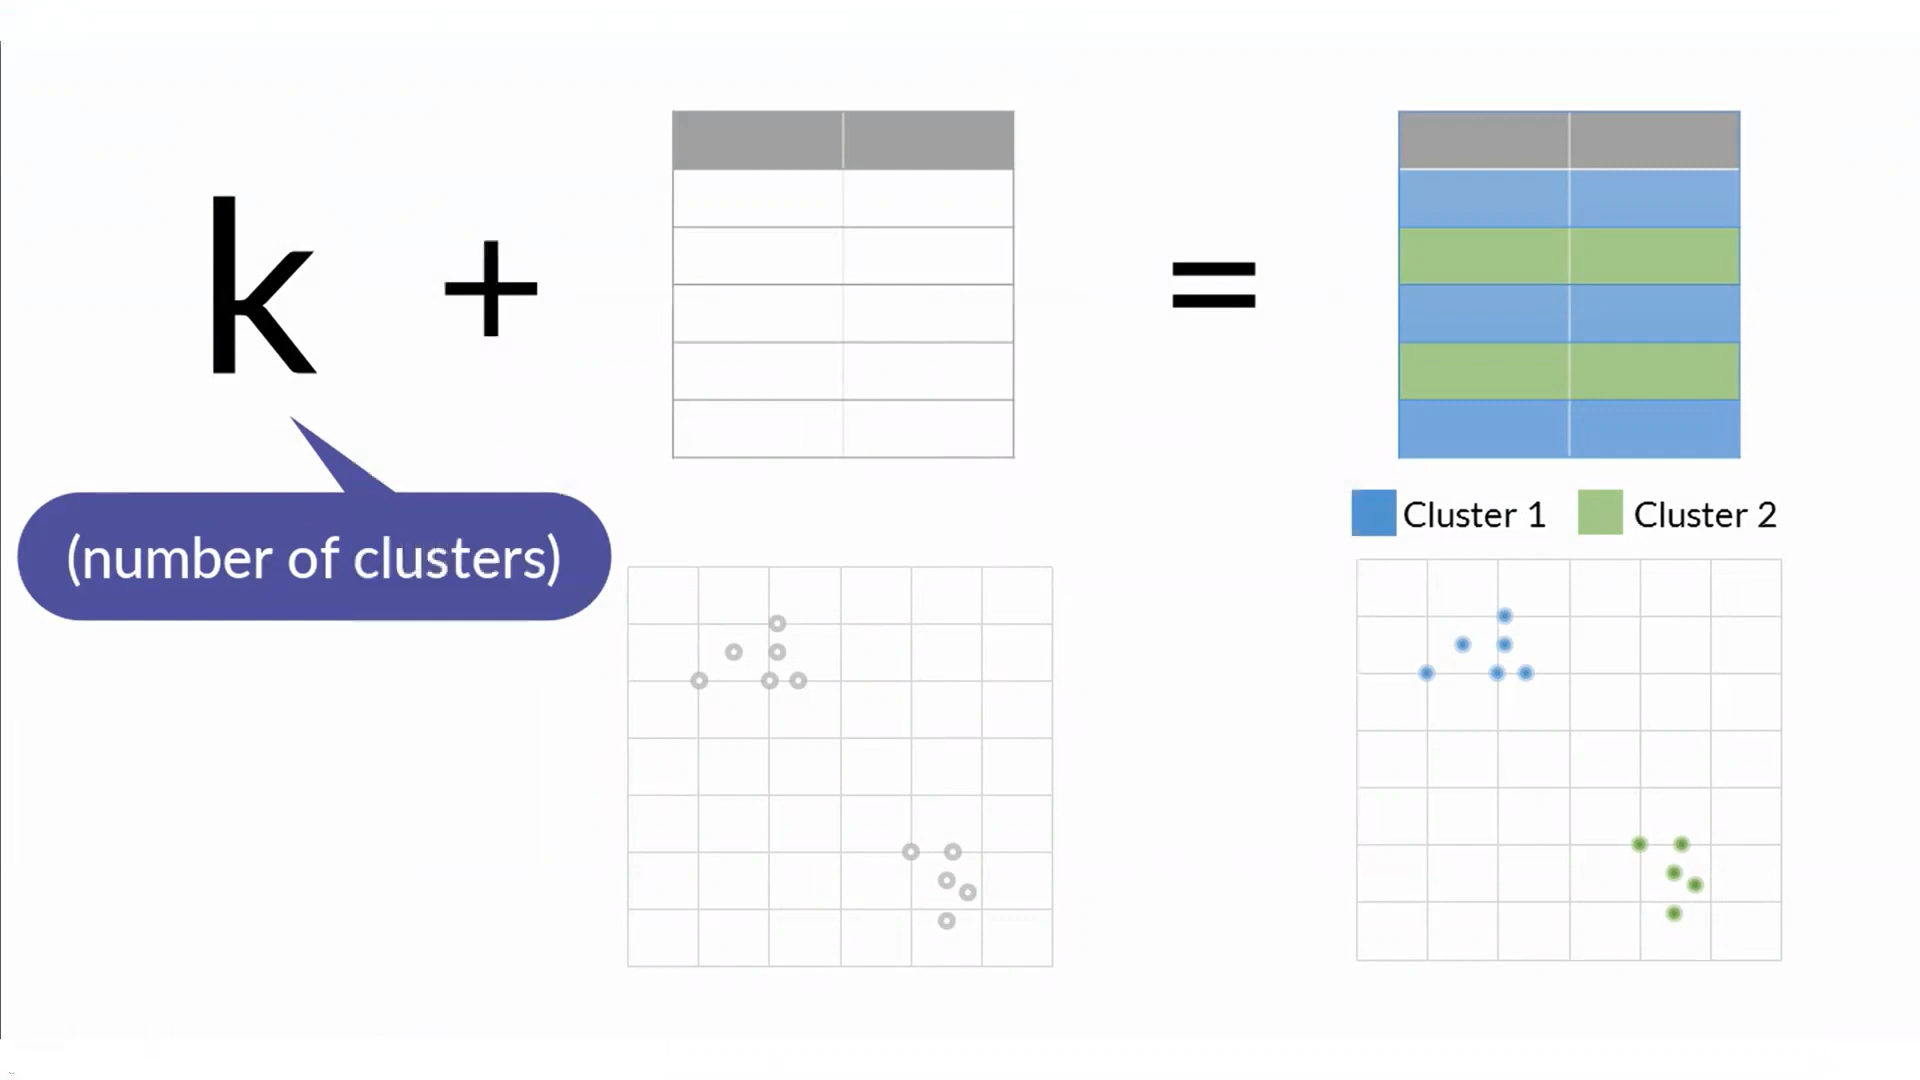 k + =
(number of clusters)
Cluster 1 Cluster 2